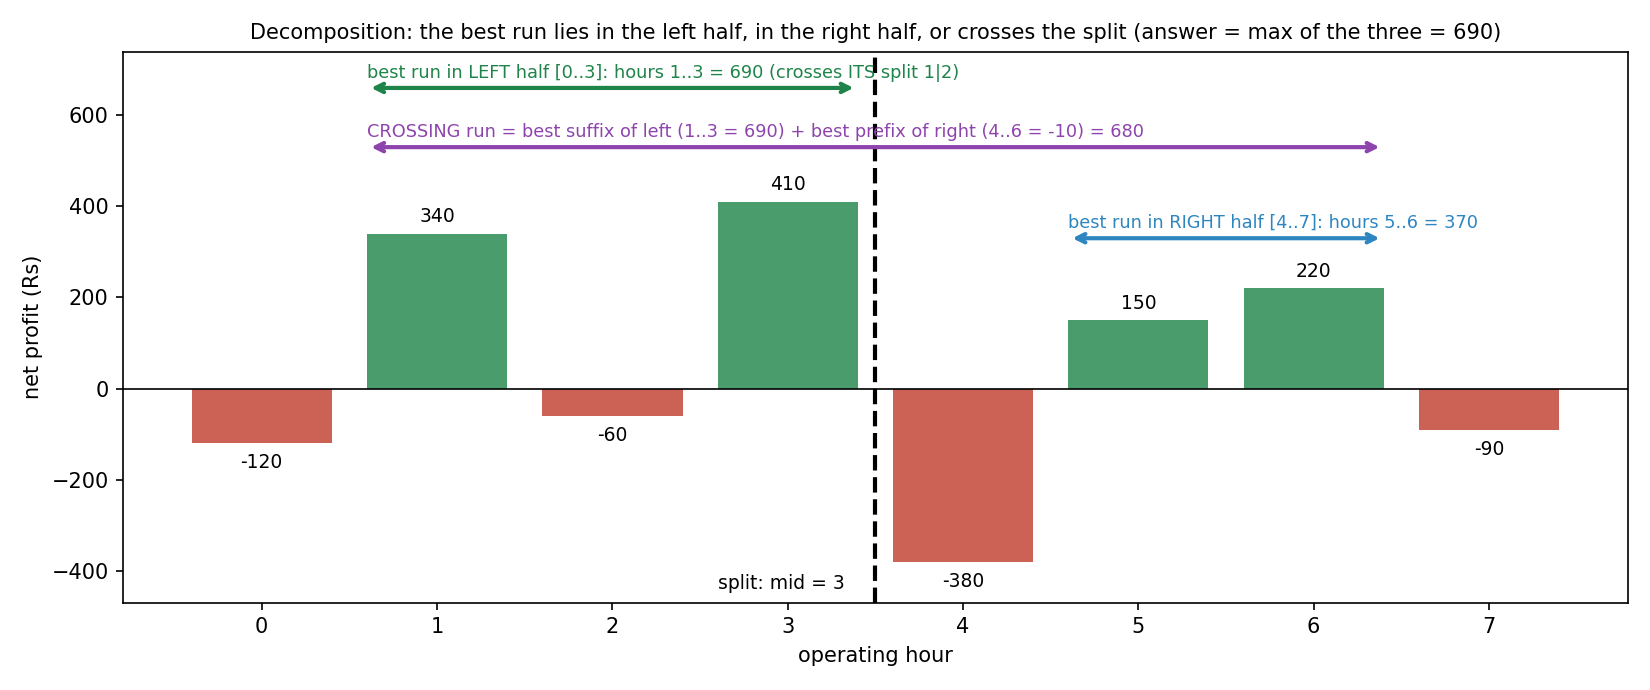 Decomposition: the best run lies in the left half, in the right half, or crosses the split (answer = max of the three = 690)
best run in LEFT half [0..3]: hours 1..3 = 690 (crosses ITS split 1|2)
CROSSING run = best suffix of left (1..3 = 690) + best prefix of right (4..6 = -10) = 680
best run in RIGHT half [4..7]: hours 5..6 = 370
net profit (Rs)
600
400
200
0
−200
−400
-120
340
-60
410
-380
150
220
-90
split: mid = 3
0 1 2 3 4 5 6 7
operating hour